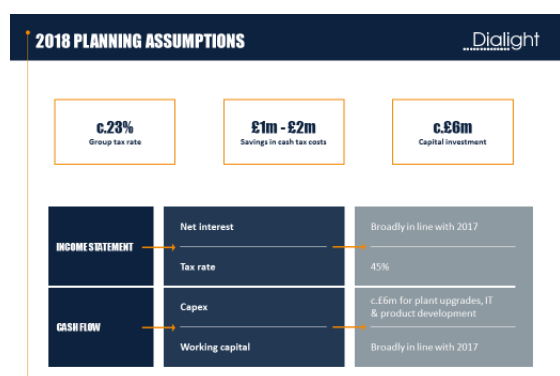 2018 PLANNING ASSUMPTIONS
Dialight
c.23%
Group tax rate
£1m - £2m
Savings in cash tax costs
c.£6m
Capital investment
INCOME STATEMENT
Net interest
Broadly in line with 2017
Tax rate
45%
CASH FLOW
Capex
c.£6m for plant upgrades, IT
& product development
Working capital
Broadly in line with 2017